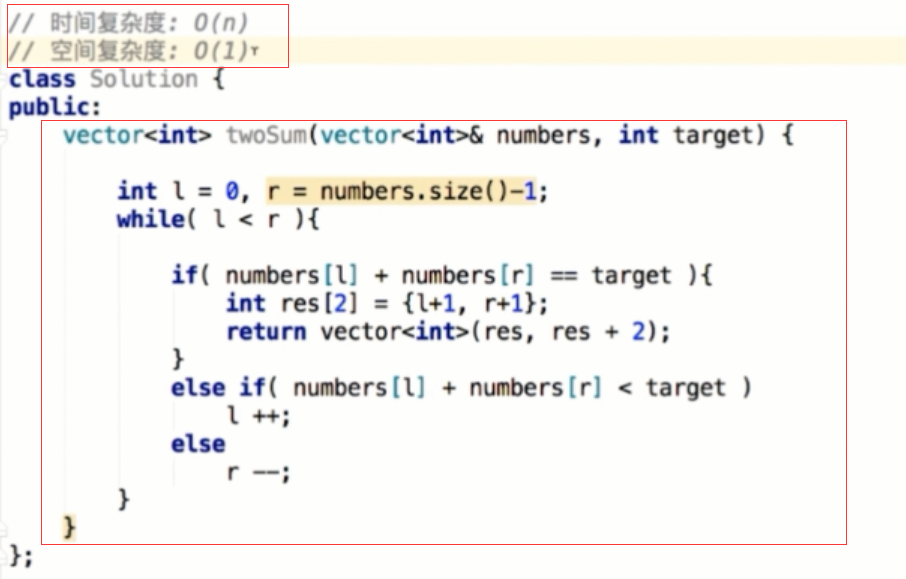 // 时间复杂度: O(n)
// 空间复杂度: O(1)
class Solution {
public:
    vector<int> twoSum(vector<int>& numbers, int target) {
        int l = 0, r = numbers.size()-1;
        while( l < r ){
            if( numbers[l] + numbers[r] == target ){
                int res[2] = {l+1, r+1};
                return vector<int>(res, res + 2);
            }
            else if( numbers[l] + numbers[r] < target )
                l ++;
            else
                r --;
        }
    }
};